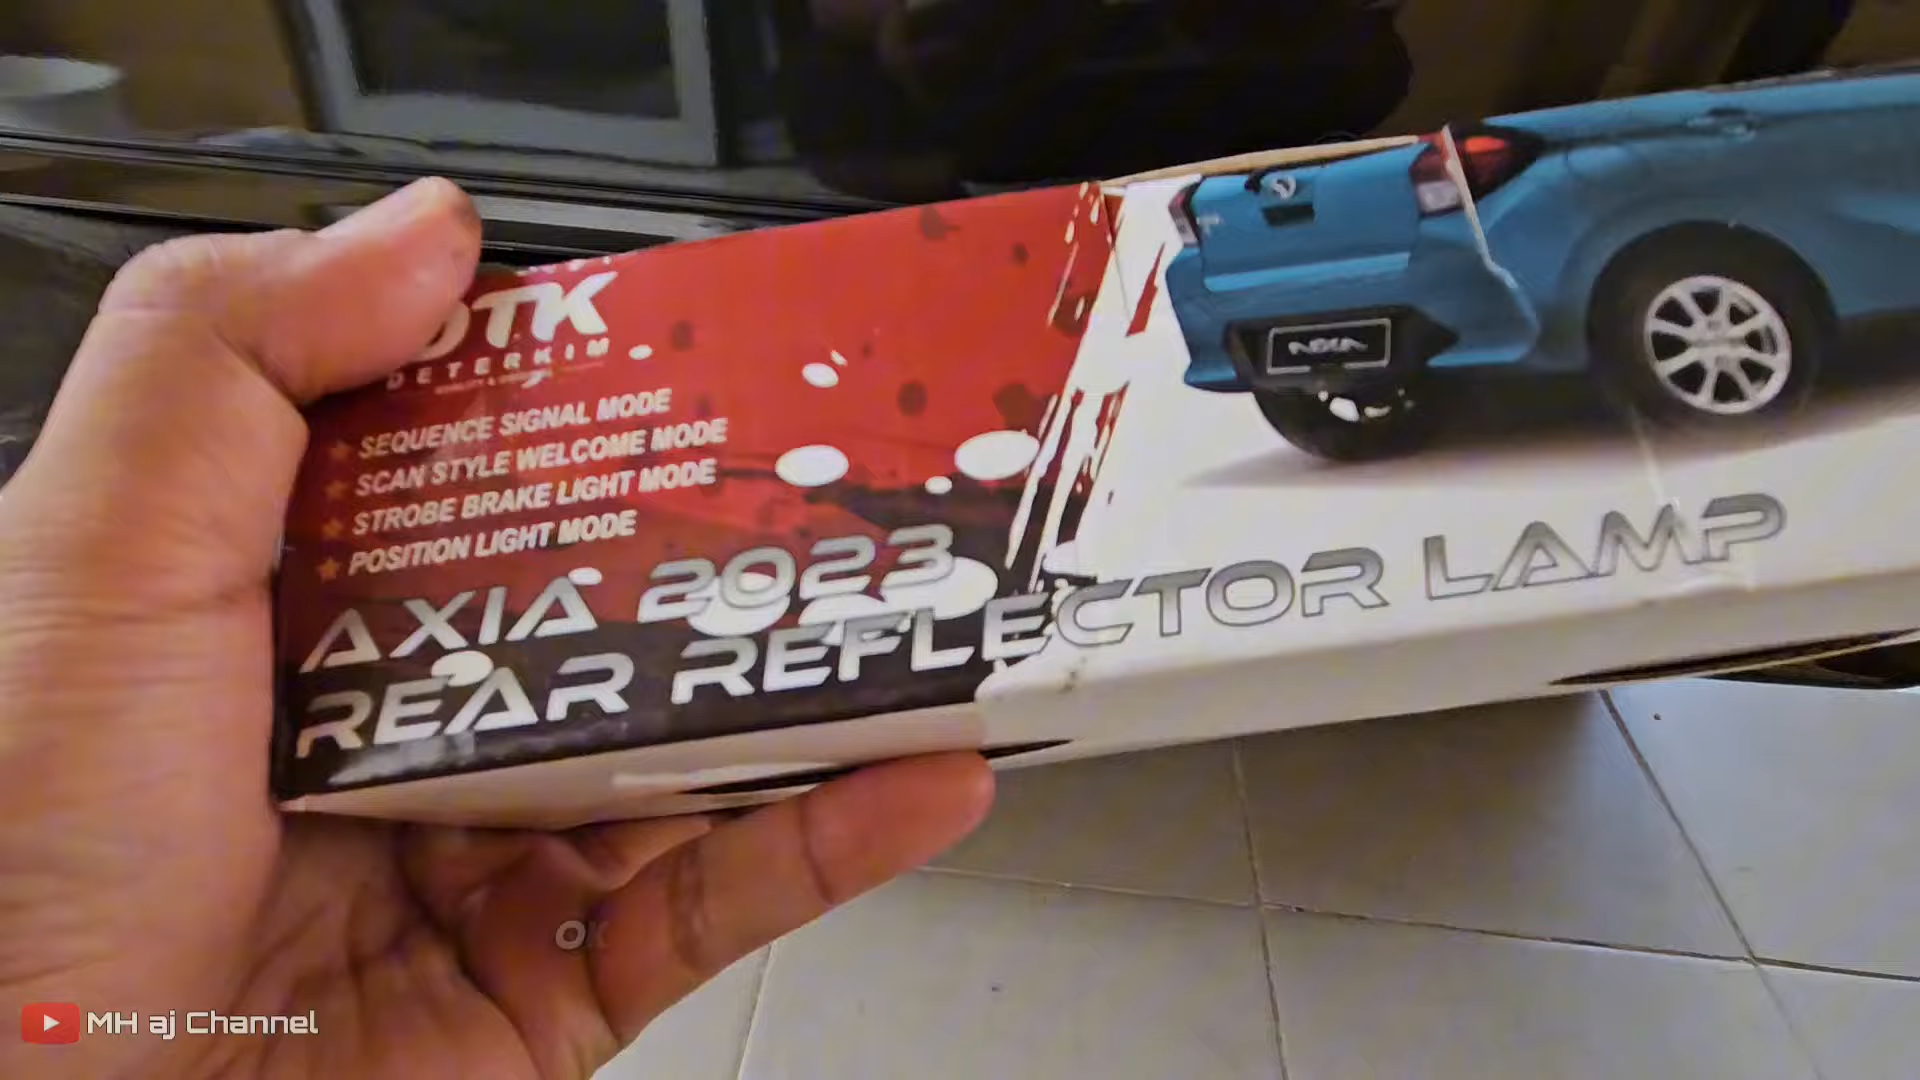 DTK
DETERKIM
SEQUENCE SIGNAL MODE
SCAN STYLE WELCOME MODE
STROBE BRAKE LIGHT MODE
POSITION LIGHT MODE
AXIA 2023
REAR REFLECTOR LAMP
AXIA
OK
MH aj Channel